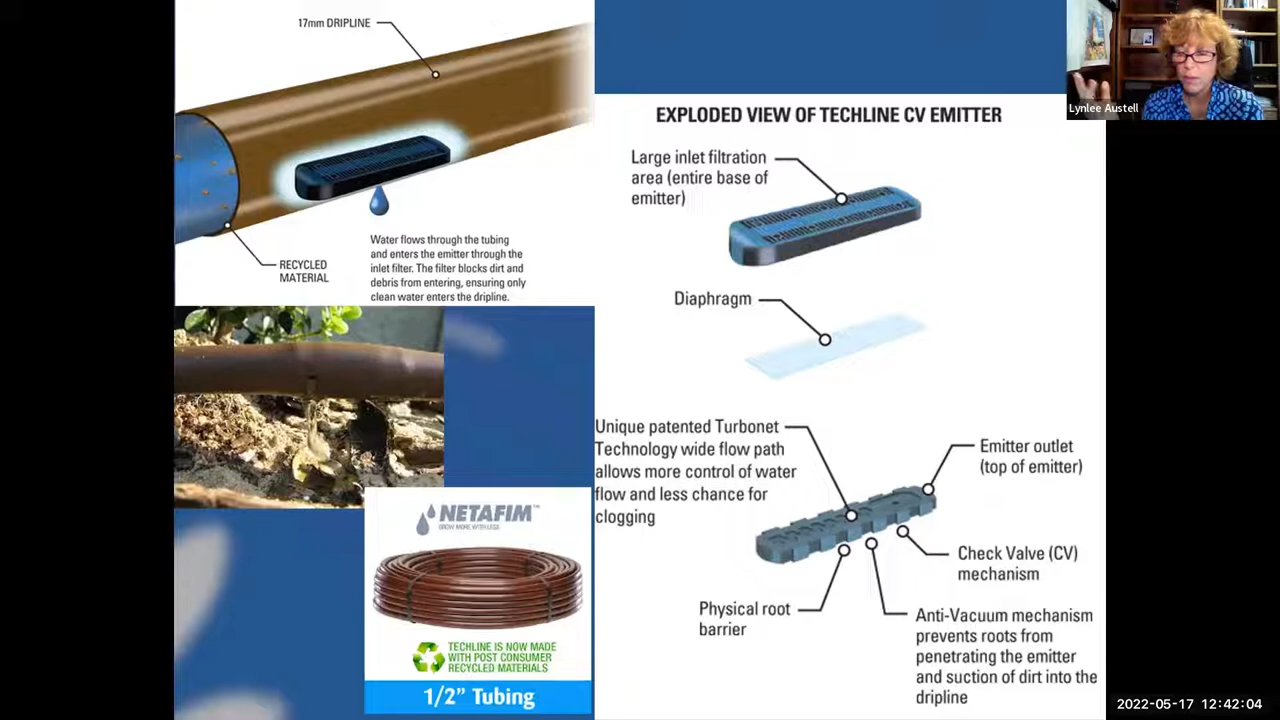 17mm DRIPLINE
RECYCLED
MATERIAL
Water flows through the tubing
and enters the emitter through the
inlet filter. The filter blocks dirt and
debris from entering, ensuring only
clean water enters the dripline.
NETAFIM™
GROW MORE WITH LESS
TECHLINE IS NOW MADE
WITH POST CONSUMER
RECYCLED MATERIALS
1/2" Tubing
EXPLODED VIEW OF TECHLINE CV EMITTER
Large inlet filtration
area (entire base of
emitter)
Diaphragm
Unique patented Turbonet
Technology wide flow path
allows more control of water
flow and less chance for
clogging
Emitter outlet
(top of emitter)
Check Valve (CV)
mechanism
Physical root
barrier
Anti-Vacuum mechanism
prevents roots from
penetrating the emitter
and suction of dirt into the
dripline
Lynlee Austell
2022-05-17 12:42:04